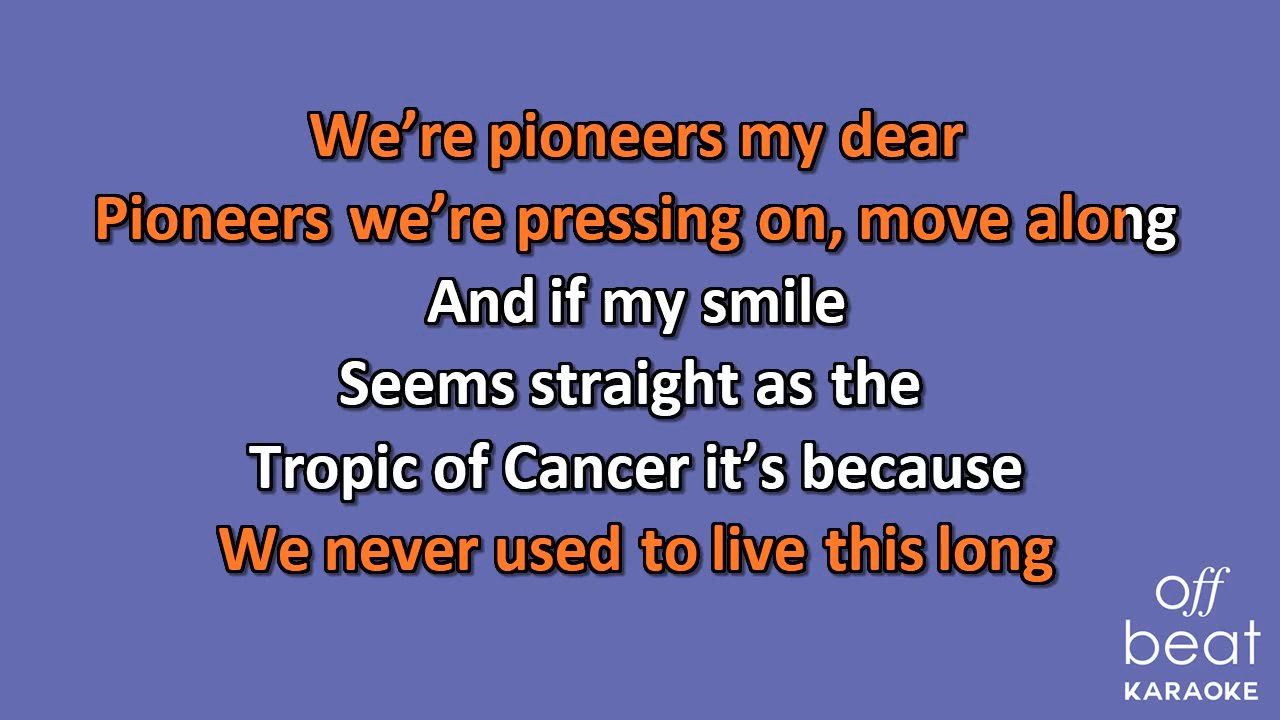 We’re pioneers my dear
Pioneers we’re pressing on, move along
And if my smile
Seems straight as the
Tropic of Cancer it’s because
We never used to live this long
off
beat
KARAOKE